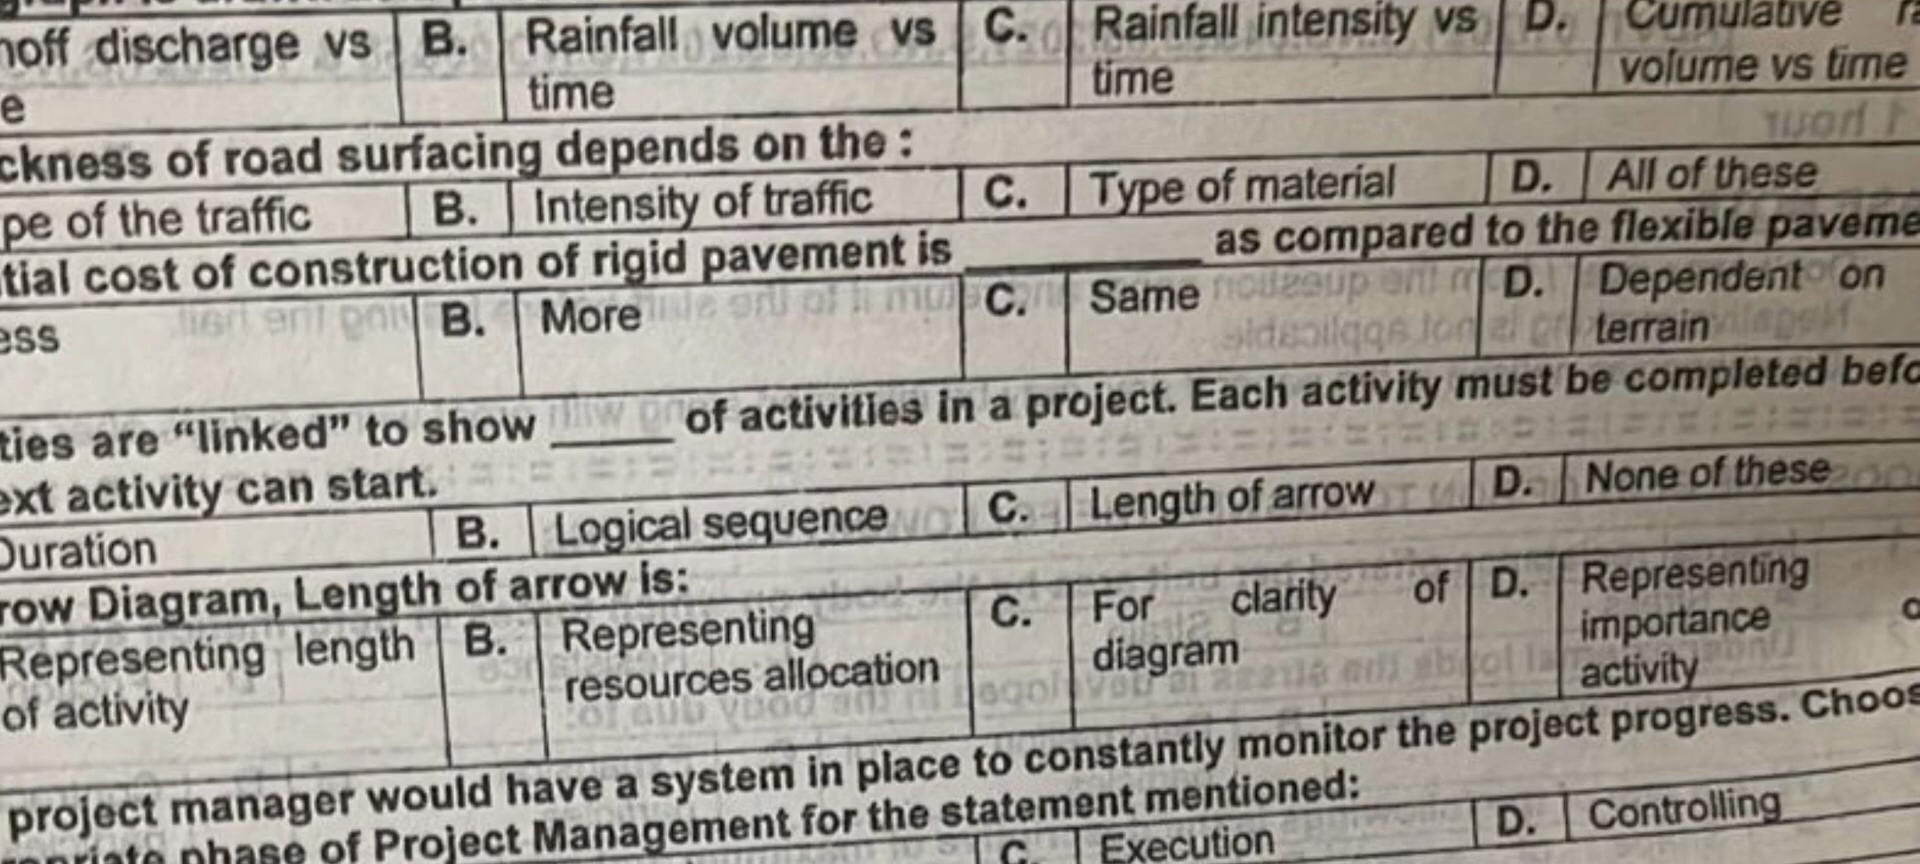 noff discharge vs B. Rainfall volume vs C. Rainfall intensity vs D. Cumulative ra
e time time volume vs time
ckness of road surfacing depends on the :
pe of the traffic B. Intensity of traffic C. Type of material D. All of these
tial cost of construction of rigid pavement is ________ as compared to the flexible paveme
ess B. More C. Same D. Dependent on
terrain
ties are “linked” to show _____ of activities in a project. Each activity must be completed befo
ext activity can start.
Duration B. Logical sequence C. Length of arrow D. None of these
row Diagram, Length of arrow is:
Representing length B. Representing C. For clarity of D. Representing
of activity resources allocation diagram importance o
activity
project manager would have a system in place to constantly monitor the project progress. Choos
opriate phase of Project Management for the statement mentioned:
C. Execution D. Controlling